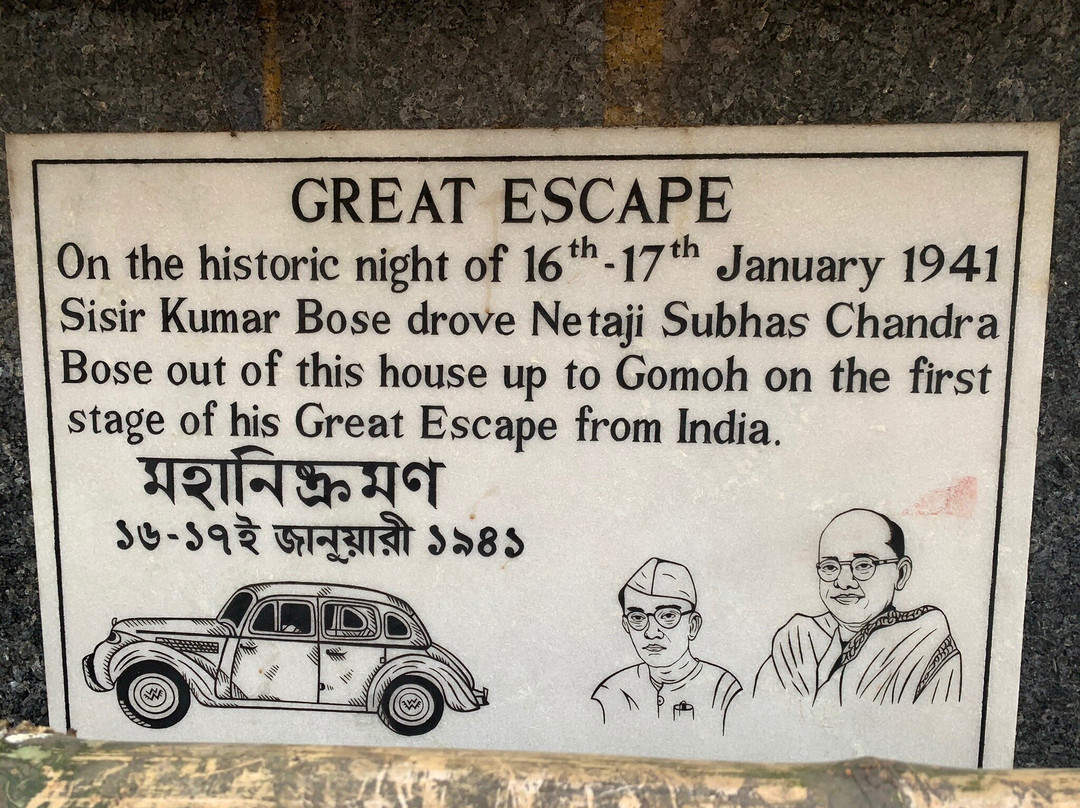 GREAT ESCAPE
On the historic night of 16th-17th January 1941
Sisir Kumar Bose drove Netaji Subhas Chandra
Bose out of this house up to Gomoh on the first
stage of his Great Escape from India.
মহানিষ্ক্রমণ
১৬-১৭ই জানুয়ারী ১৯৪১